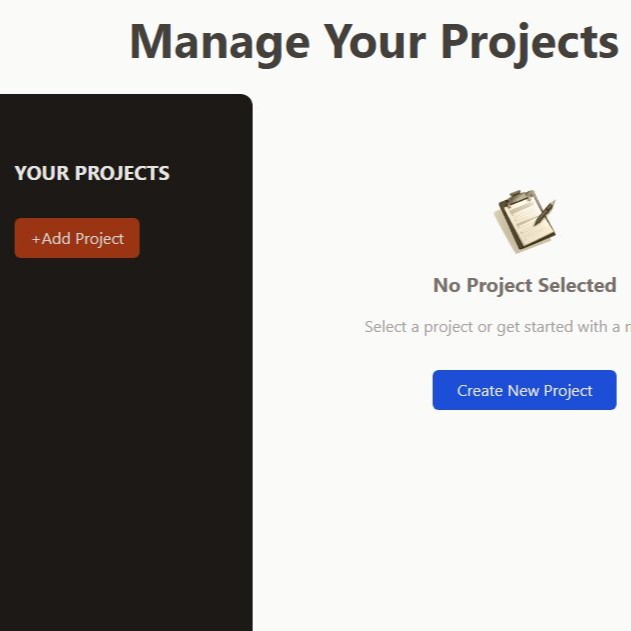 Manage Your Projects
YOUR PROJECTS
+Add Project
No Project Selected
Select a project or get started with a
Create New Project